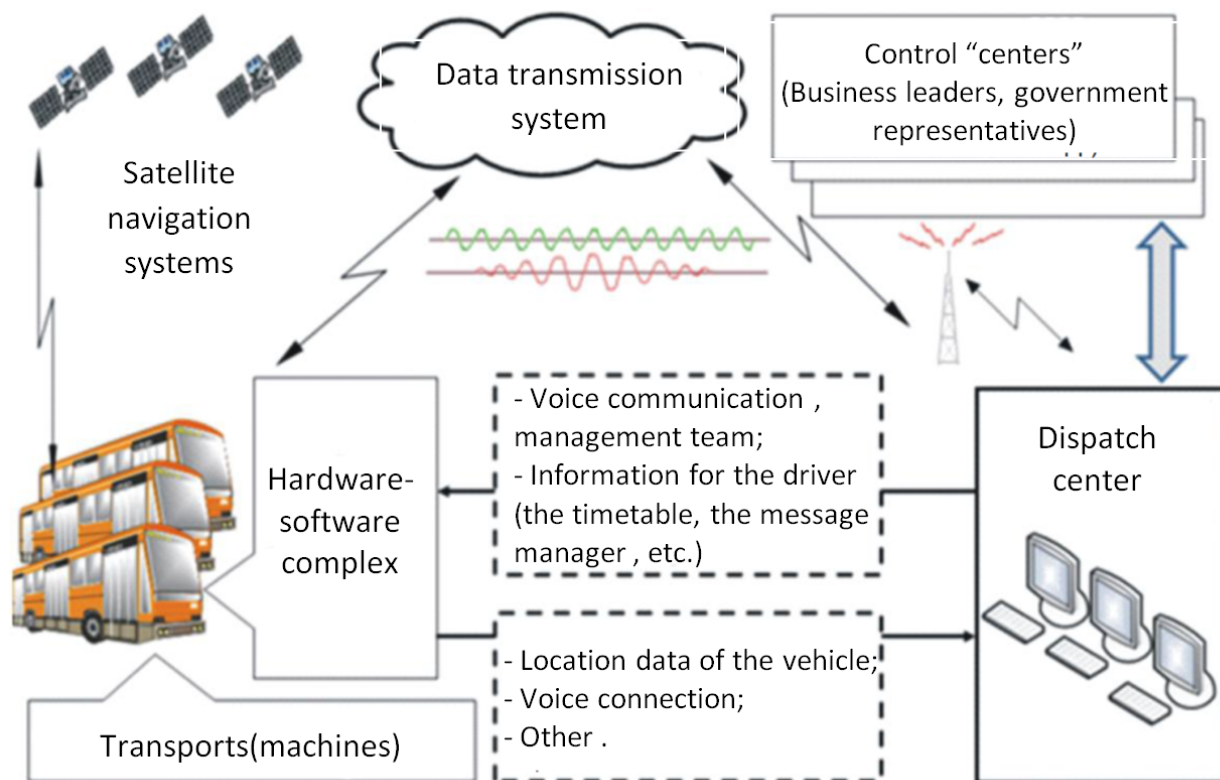 Data transmission
system
Control “centers”
(Business leaders, government
representatives)
Satellite
navigation
systems
Hardware-
software
complex
- Voice communication ,
management team;
- Information for the driver
(the timetable, the message
manager , etc.)
Dispatch
center
- Location data of the vehicle;
- Voice connection;
- Other .
Transports(machines)